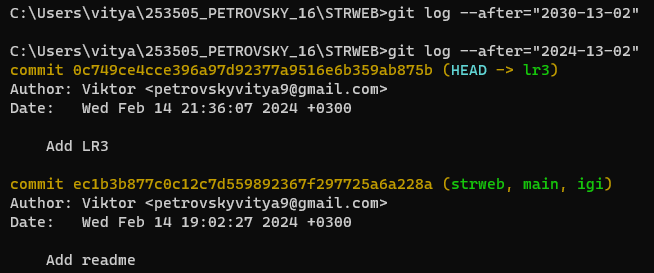 C:\Users\vitya\253505_PETROVSKY_16\STRWEB>git log --after="2030-13-02"
C:\Users\vitya\253505_PETROVSKY_16\STRWEB>git log --after="2024-13-02"
commit 0c749ce4cce396a97d92377a9516e6b359ab875b (HEAD -> lr3)
Author: Viktor <petrovskyvitya9@gmail.com>
Date:   Wed Feb 14 21:36:07 2024 +0300
    Add LR3
commit ec1b3b877c0c12c7d559892367f297725a6a228a (strweb, main, igi)
Author: Viktor <petrovskyvitya9@gmail.com>
Date:   Wed Feb 14 19:02:27 2024 +0300
    Add readme